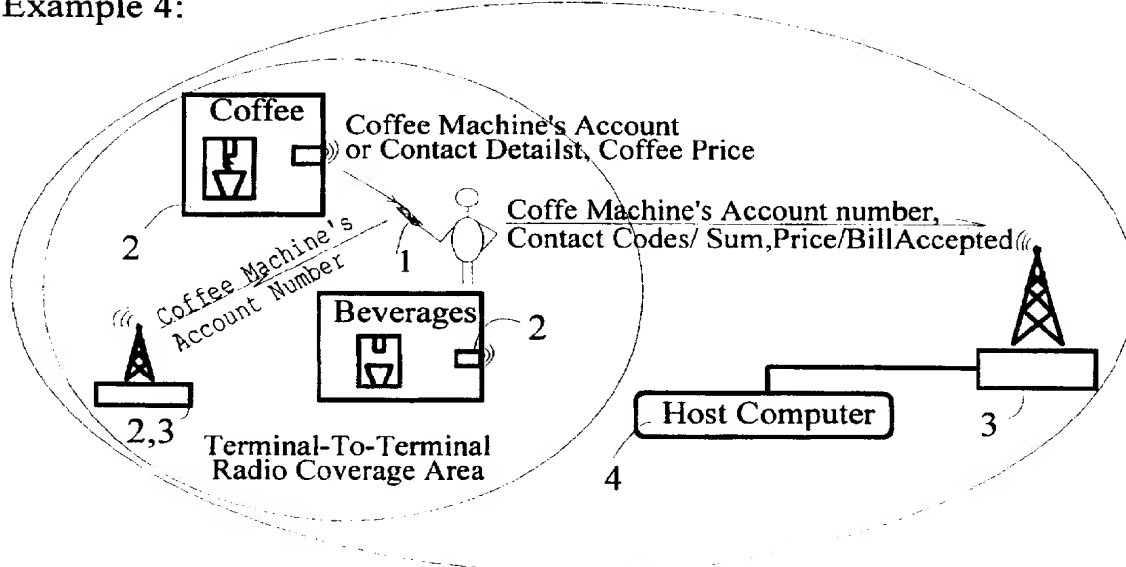 Example 4:
Coffee
Coffee Machine's Account
or Contact Detailst, Coffee Price
2
1
Coffe Machine's Account number,
Contact Codes/ Sum,Price/BillAccepted
Coffee Machine's
Account Number
Beverages
2
2,3
Terminal-To-Terminal
Radio Coverage Area
Host Computer
4
3